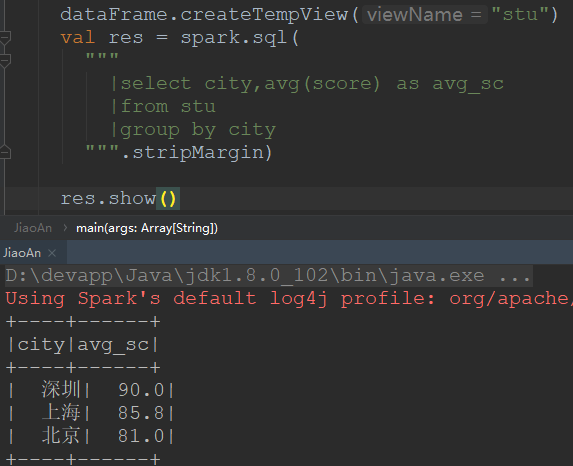 dataFrame.createTempView( viewName = "stu")
val res = spark.sql(
"""
|select city,avg(score) as avg_sc
|from stu
|group by city
""".stripMargin)
res.show()
JiaoAn > main(args: Array[String])
JiaoAn ×
D:\devapp\Java\jdk1.8.0_102\bin\java.exe ...
Using Spark's default log4j profile: org/apache/
+----+------+
|city|avg_sc|
+----+------+
|  深圳|  90.0|
|  上海|  85.8|
|  北京|  81.0|
+----+------+